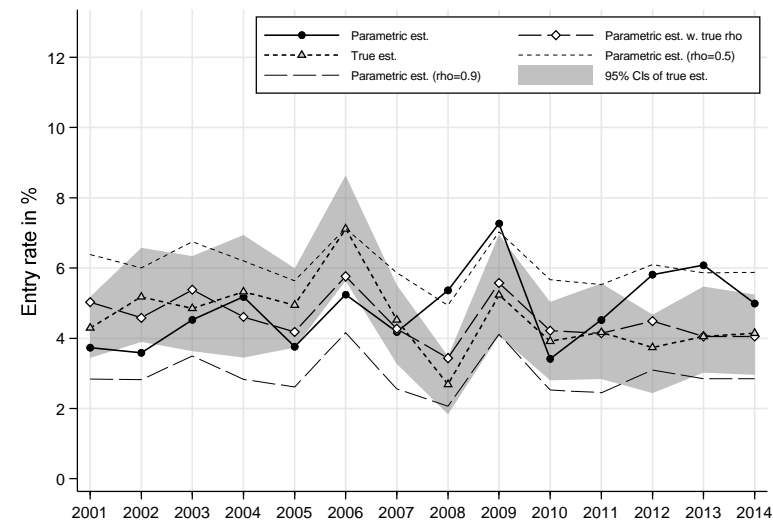 Parametric est.
Parametric est. w. true rho
True est.
Parametric est. (rho=0.5)
Parametric est. (rho=0.9)
95% CIs of true est.
Entry rate in %
12
10
8
6
4
2
0
2001 2002 2003 2004 2005 2006 2007 2008 2009 2010 2011 2012 2013 2014